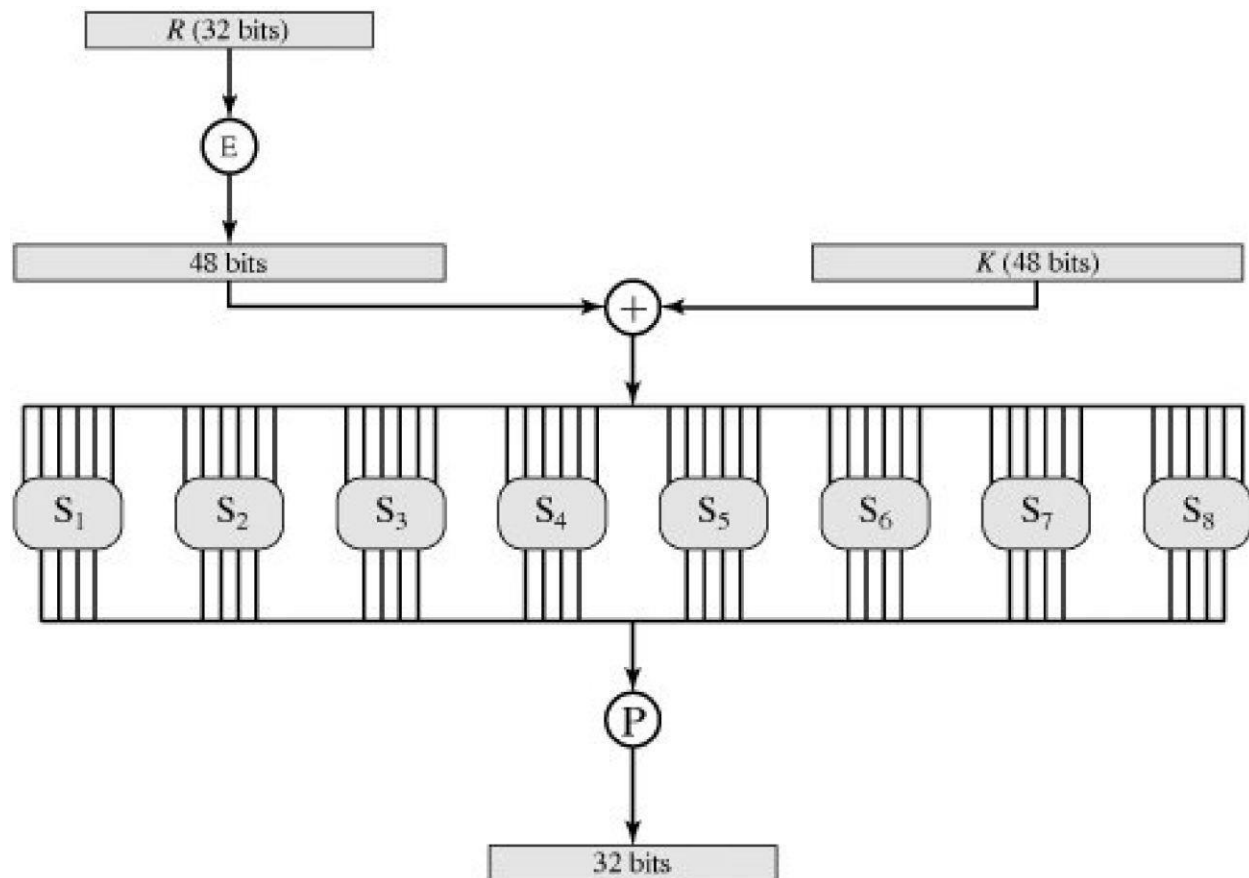 R (32 bits)
E
48 bits
K (48 bits)
+
S1 S2 S3 S4 S5 S6 S7 S8
P
32 bits